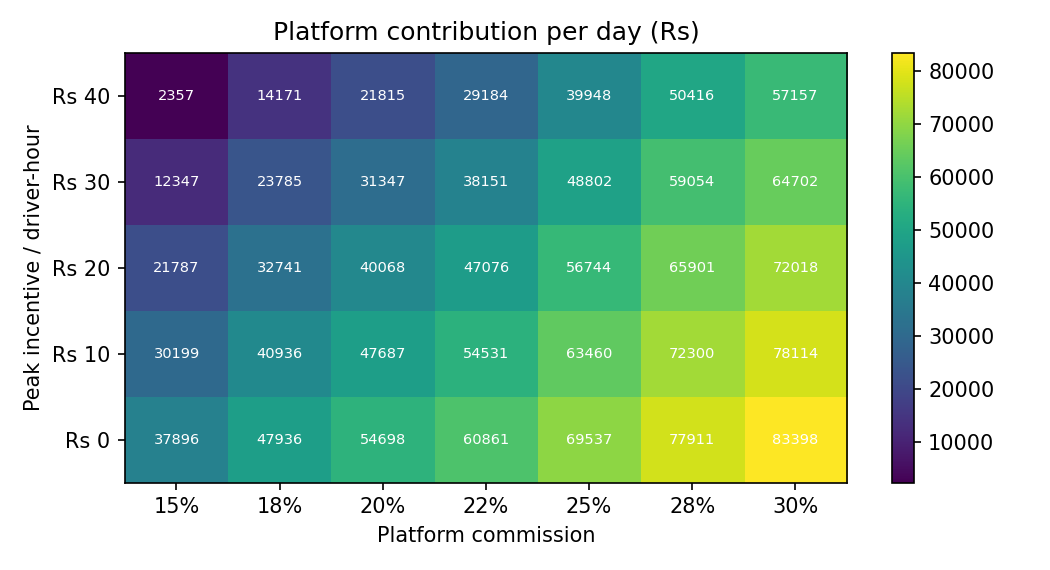 Platform contribution per day (Rs)
Peak incentive / driver-hour
Rs 40 2357 14171 21815 29184 39948 50416 57157
Rs 30 12347 23785 31347 38151 48802 59054 64702
Rs 20 21787 32741 40068 47076 56744 65901 72018
Rs 10 30199 40936 47687 54531 63460 72300 78114
Rs 0 37896 47936 54698 60861 69537 77911 83398
15% 18% 20% 22% 25% 28% 30%
Platform commission
80000
70000
60000
50000
40000
30000
20000
10000